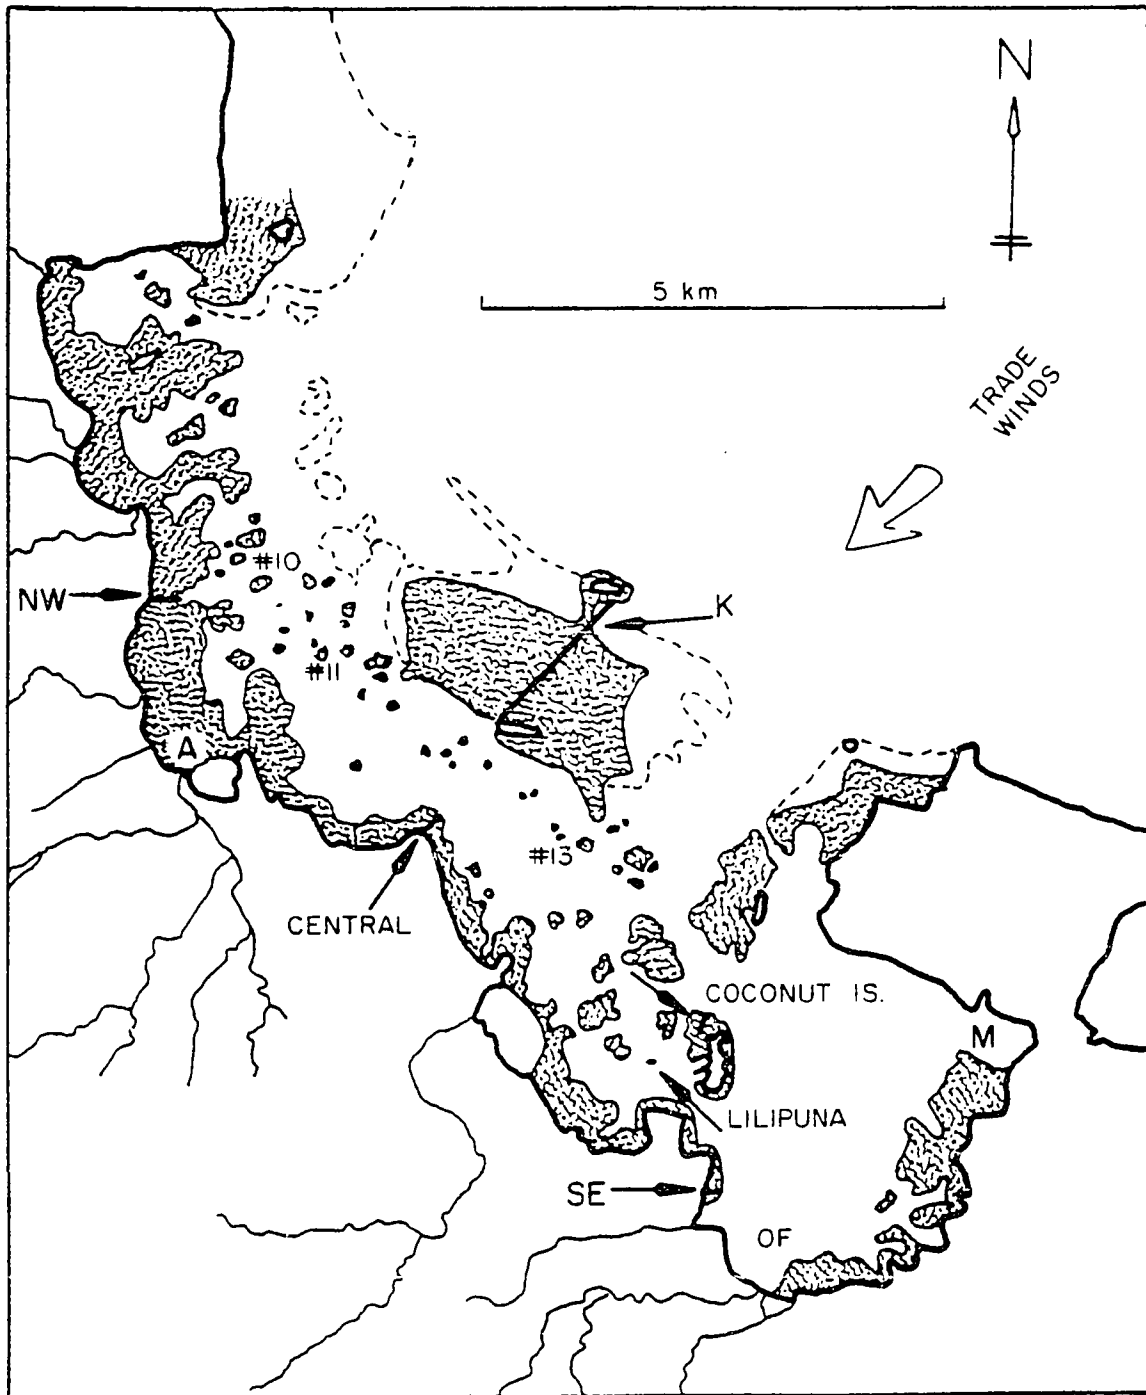 N
5 km
TRADE
WINDS
#10
NW
K
#11
A
#13
CENTRAL
COCONUT IS.
M
LILIPUNA
SE
OF